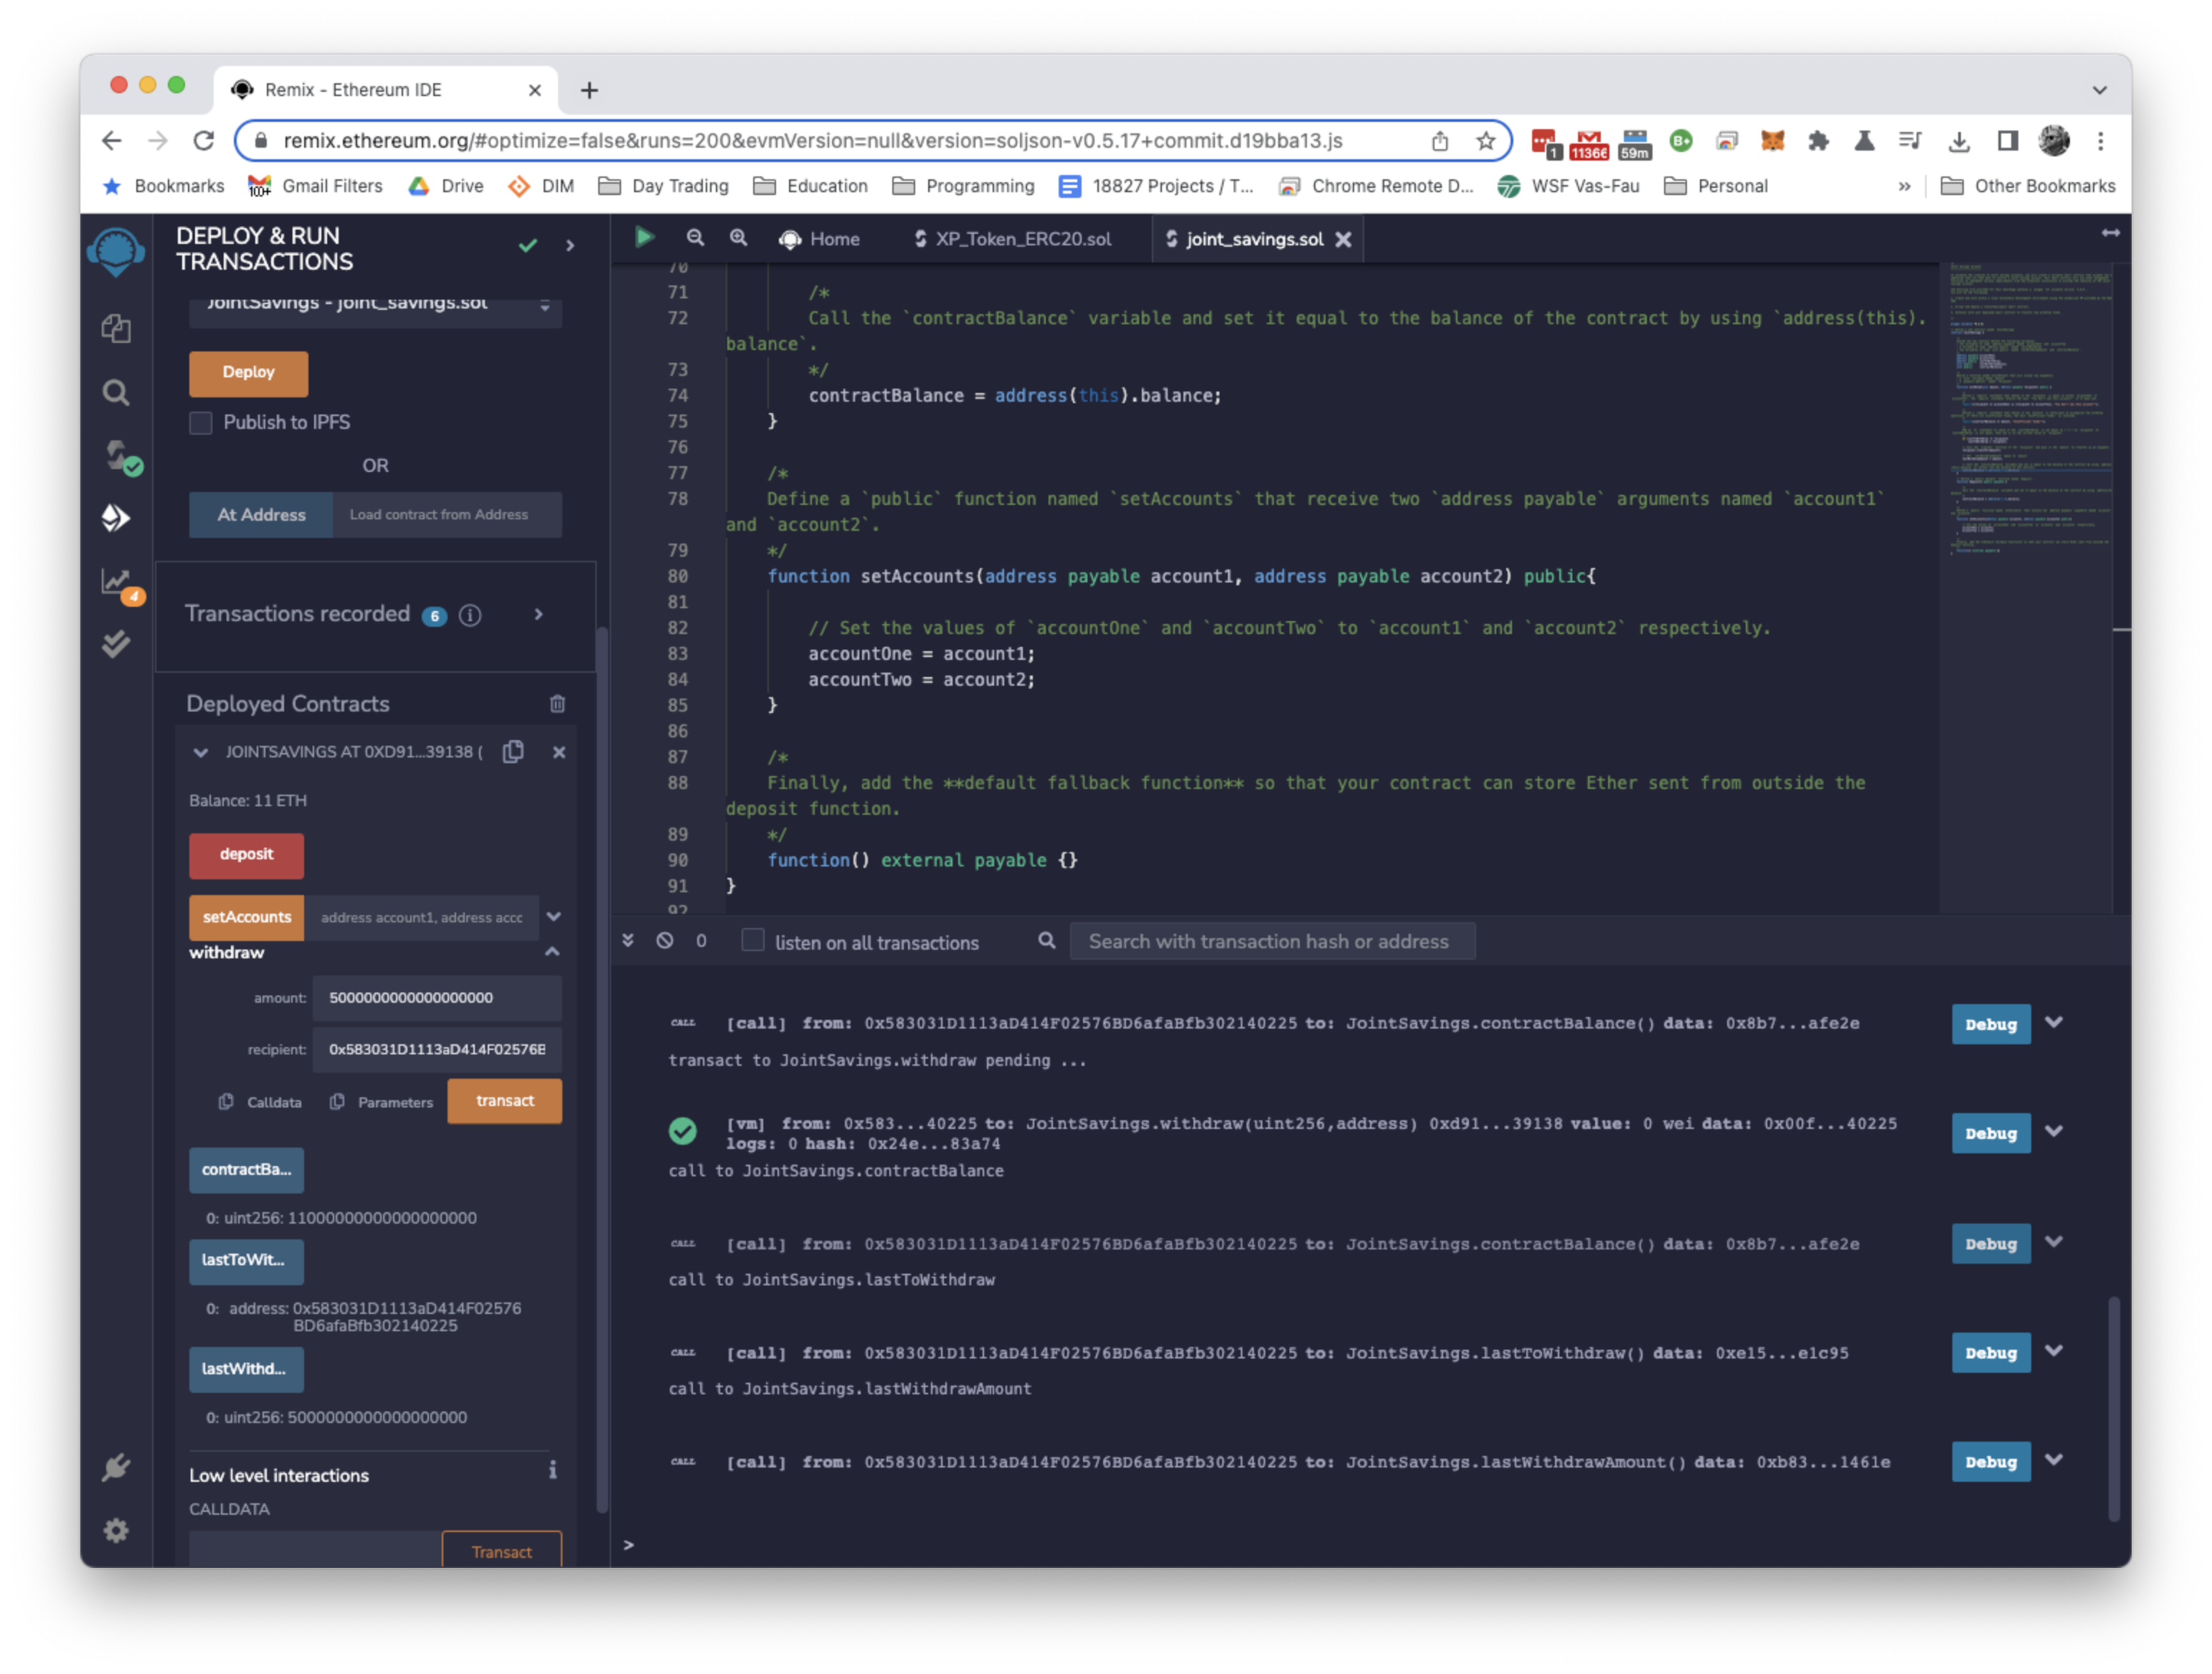 Remix - Ethereum IDE
remix.ethereum.org/#optimize=false&runs=200&evmVersion=null&version=soljson-v0.5.17+commit.d19bba13.js
1
1136
59m
B+
Bookmarks
100+
Gmail Filters
Drive
DIM
Day Trading
Education
Programming
18827 Projects / T...
Chrome Remote D...
WSF Vas-Fau
Personal
»
Other Bookmarks
DEPLOY & RUN
TRANSACTIONS
Home
XP_Token_ERC20.sol
joint_savings.sol
JointSavings - joint_savings.sol
Deploy
Publish to IPFS
OR
At Address
Load contract from Address
4
Transactions recorded 6
Deployed Contracts
JOINTSAVINGS AT 0XD91...39138 (
Balance: 11 ETH
deposit
setAccounts
address account1, address accc
withdraw
amount:
5000000000000000000
recipient:
0x583031D1113aD414F02576B
Calldata
Parameters
transact
contractBa...
0: uint256: 11000000000000000000
lastToWit...
0: address: 0x583031D1113aD414F02576
BD6afaBfb302140225
lastWithd...
0: uint256: 5000000000000000000
Low level interactions
CALLDATA
Transact
70
71 /*
72 Call the `contractBalance` variable and set it equal to the balance of the contract by using `address(this).
balance`.
73 */
74 contractBalance = address(this).balance;
75 }
76
77 /*
78 Define a `public` function named `setAccounts` that receive two `address payable` arguments named `account1`
and `account2`.
79 */
80 function setAccounts(address payable account1, address payable account2) public{
81
82 // Set the values of `accountOne` and `accountTwo` to `account1` and `account2` respectively.
83 accountOne = account1;
84 accountTwo = account2;
85 }
86
87 /*
88 Finally, add the **default fallback function** so that your contract can store Ether sent from outside the
deposit function.
89 */
90 function() external payable {}
91 }
92
0
listen on all transactions
Search with transaction hash or address
CALL [call] from: 0x583031D1113aD414F02576BD6afaBfb302140225 to: JointSavings.contractBalance() data: 0x8b7...afe2e
Debug
transact to JointSavings.withdraw pending ...
[vm] from: 0x583...40225 to: JointSavings.withdraw(uint256,address) 0xd91...39138 value: 0 wei data: 0x00f...40225
logs: 0 hash: 0x24e...83a74
Debug
call to JointSavings.contractBalance
CALL [call] from: 0x583031D1113aD414F02576BD6afaBfb302140225 to: JointSavings.contractBalance() data: 0x8b7...afe2e
Debug
call to JointSavings.lastToWithdraw
CALL [call] from: 0x583031D1113aD414F02576BD6afaBfb302140225 to: JointSavings.lastToWithdraw() data: 0xe15...e1c95
Debug
call to JointSavings.lastWithdrawAmount
CALL [call] from: 0x583031D1113aD414F02576BD6afaBfb302140225 to: JointSavings.lastWithdrawAmount() data: 0xb83...1461e
Debug
>